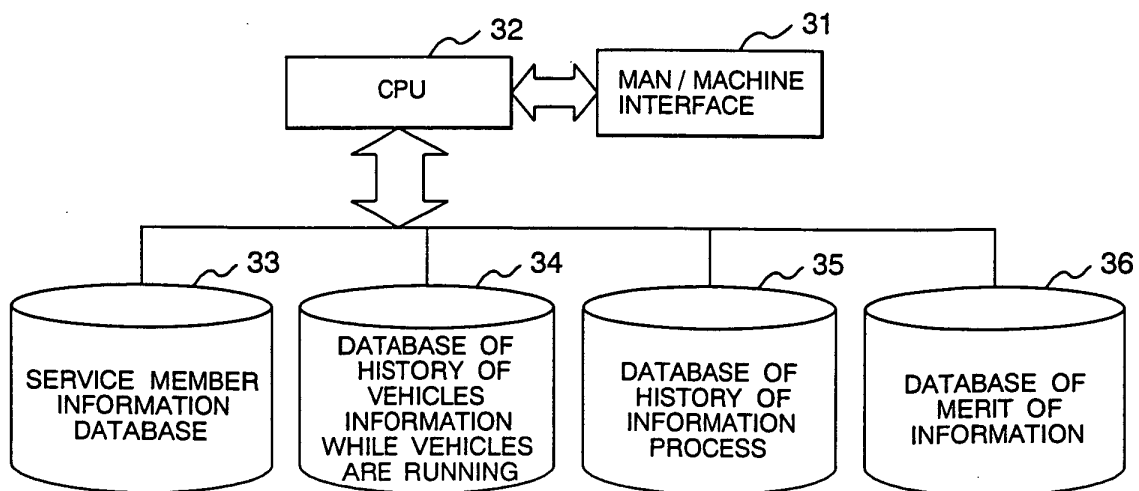 32
31
CPU
MAN / MACHINE
INTERFACE
33
34
35
36
SERVICE MEMBER
INFORMATION
DATABASE
DATABASE OF
HISTORY OF
VEHICLES
INFORMATION
WHILE VEHICLES
ARE RUNNING
DATABASE OF
HISTORY OF
INFORMATION
PROCESS
DATABASE OF
MERIT OF
INFORMATION